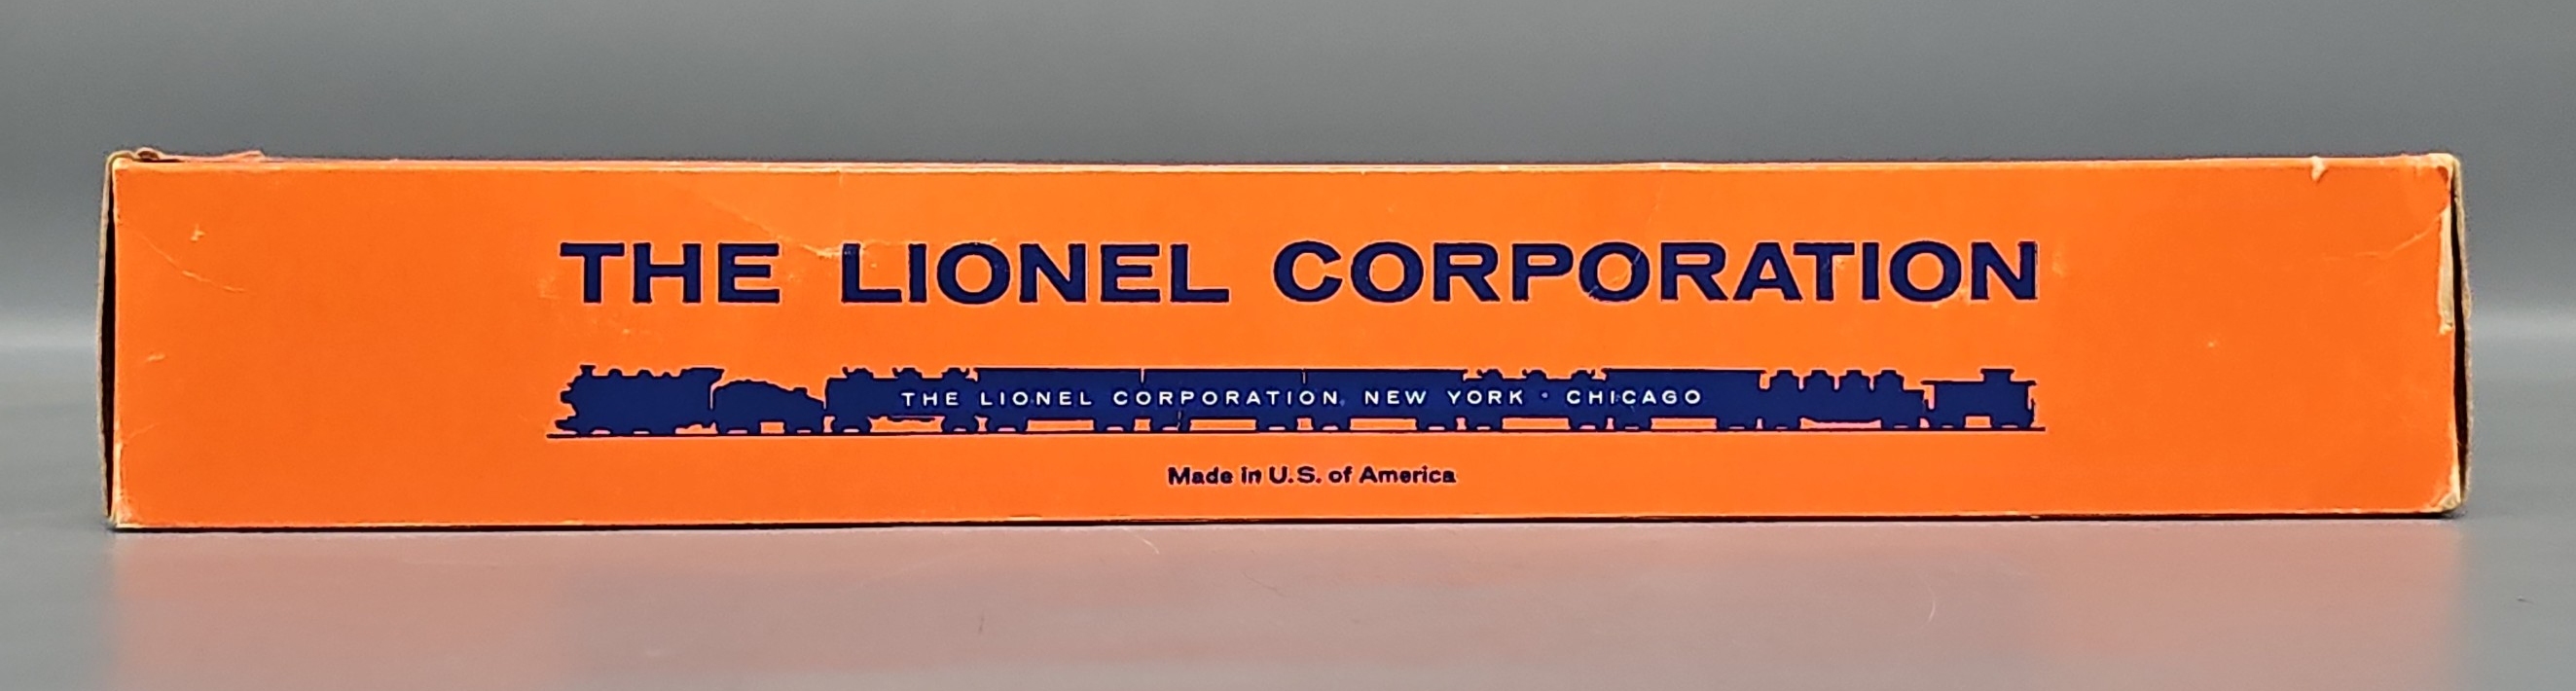 THE LIONEL CORPORATION
THE LIONEL CORPORATION, NEW YORK · CHICAGO
Made in U.S. of America